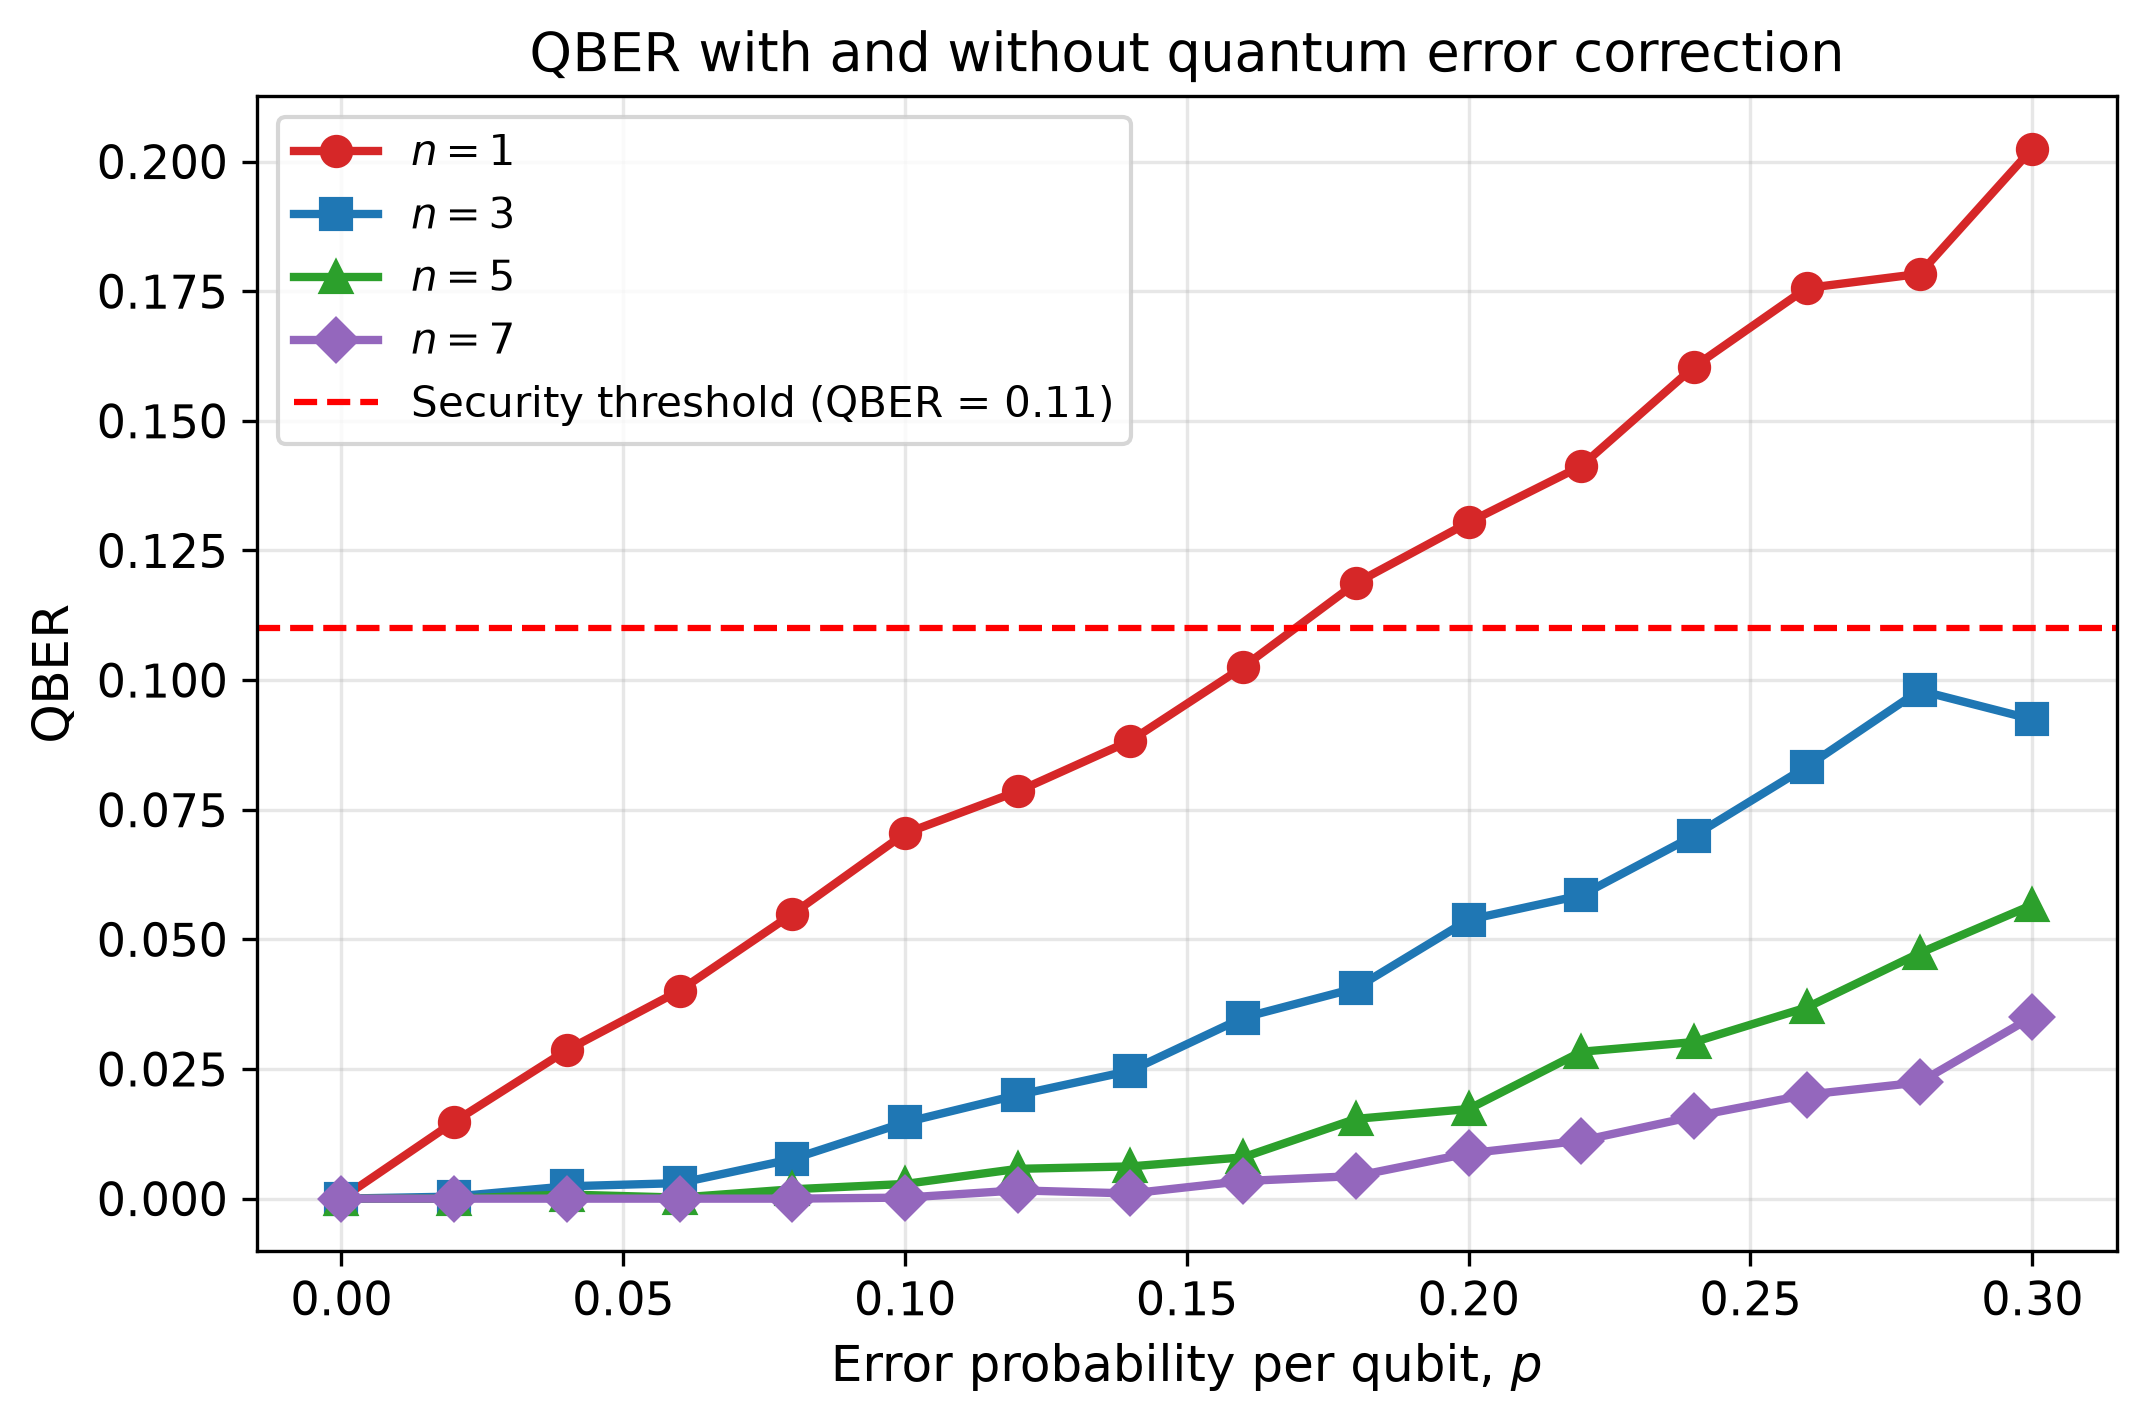 QBER with and without quantum error correction
n = 1
n = 3
n = 5
n = 7
Security threshold (QBER = 0.11)
QBER
0.200
0.175
0.150
0.125
0.100
0.075
0.050
0.025
0.000
0.00 0.05 0.10 0.15 0.20 0.25 0.30
Error probability per qubit, p